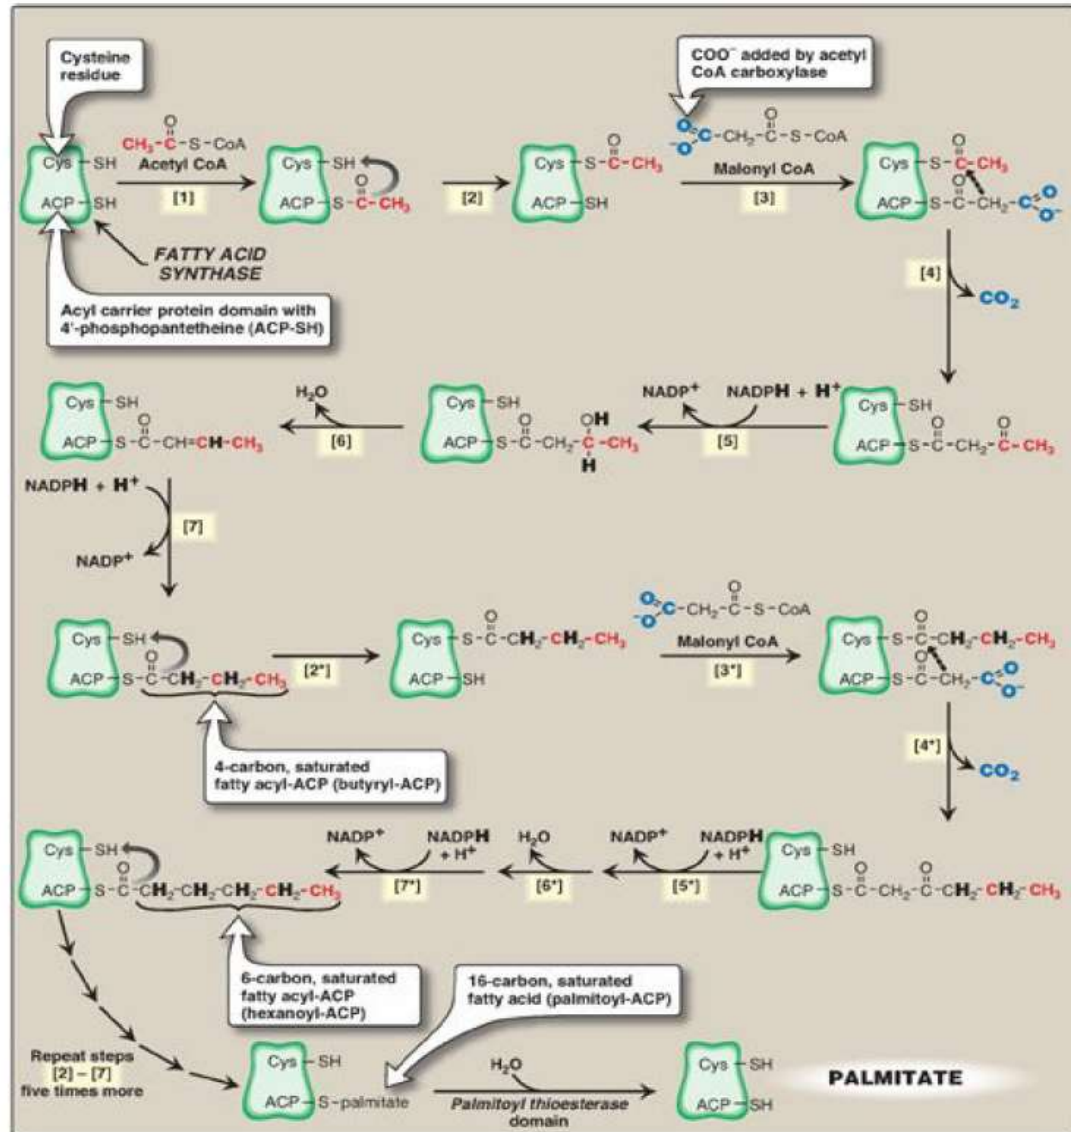 Cysteine
residue
COO⁻ added by acetyl
CoA carboxylase
Cys
SH
ACP
SH
CH₃-C-S-CoA
O
Acetyl CoA
[1]
Cys
SH
O
ACP
S-C-CH₃
[2]
O
Cys
S-C-CH₃
ACP
SH
O
O⁻
C-CH₂-C-S-CoA
O
Malonyl CoA
[3]
O
Cys
S-C-CH₃
O
ACP
S-C-CH₂-C
O
O⁻
FATTY ACID
SYNTHASE
Acyl carrier protein domain with
4'-phosphopantetheine (ACP-SH)
[4]
CO₂
Cys
SH
O
ACP
S-C-CH=CH-CH₃
H₂O
[6]
Cys
SH
O
OH
ACP
S-C-CH₂-C-CH₃
H
NADP⁺
NADPH + H⁺
[5]
Cys
SH
O
O
ACP
S-C-CH₂-C-CH₃
NADPH + H⁺
[7]
NADP⁺
Cys
SH
O
ACP
S-C-CH₂-CH₂-CH₃
[2*]
O
Cys
S-C-CH₂-CH₂-CH₃
ACP
SH
O
O⁻
C-CH₂-C-S-CoA
O
Malonyl CoA
[3*]
O
Cys
S-C-CH₂-CH₂-CH₃
O
ACP
S-C-CH₂-C
O
O⁻
4-carbon, saturated
fatty acyl-ACP (butyryl-ACP)
[4*]
CO₂
Cys
SH
O
ACP
S-C-CH₂-CH₂-CH₂-CH₂-CH₃
NADP⁺
NADPH
+ H⁺
[7*]
H₂O
[6*]
NADP⁺
NADPH
+ H⁺
[5*]
Cys
SH
O
O
ACP
S-C-CH₂-C-CH₂-CH₂-CH₃
6-carbon, saturated
fatty acyl-ACP
(hexanoyl-ACP)
16-carbon, saturated
fatty acid (palmitoyl-ACP)
Repeat steps
[2] – [7]
five times more
Cys
SH
ACP
S-palmitate
H₂O
Palmitoyl thioesterase
domain
Cys
SH
ACP
SH
PALMITATE